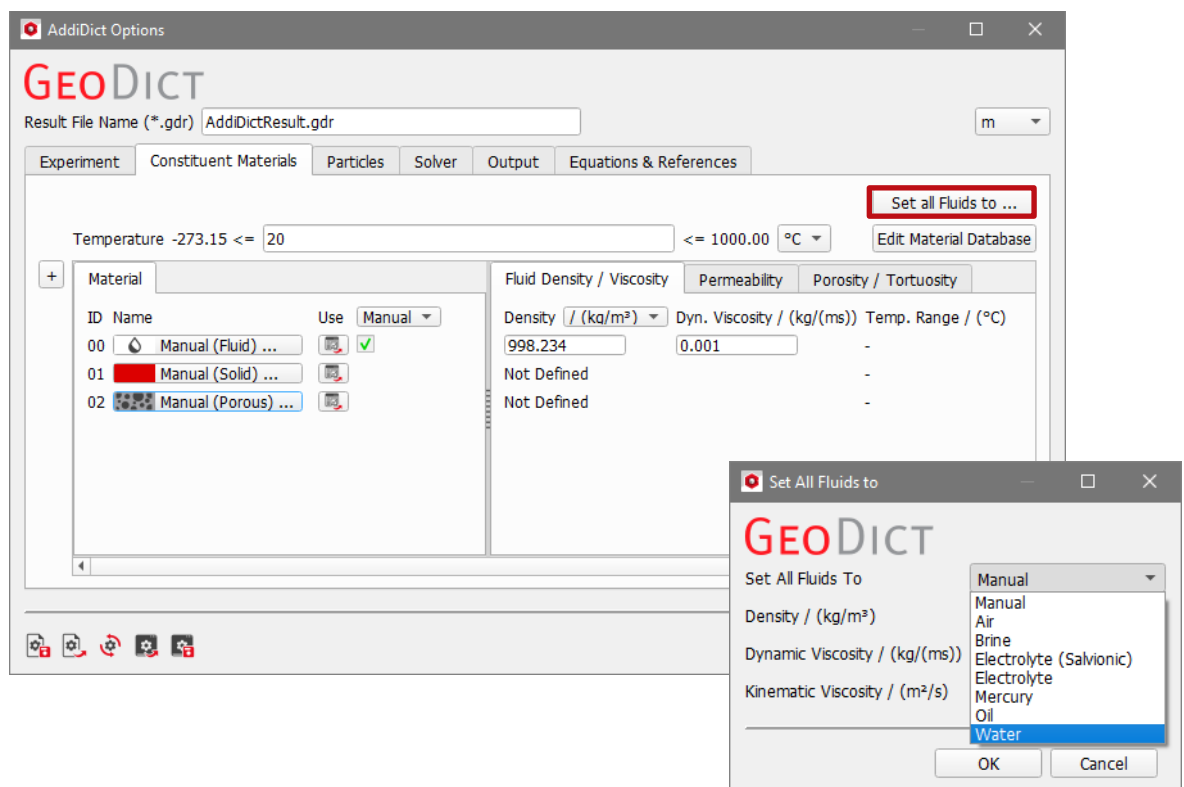 AddiDict Options
GEODICT
Result File Name (*.gdr) AddiDictResult.gdr m
Experiment Constituent Materials Particles Solver Output Equations & References
Set all Fluids to ...
Temperature -273.15 <= 20 <= 1000.00 °C Edit Material Database
+ Material Fluid Density / Viscosity Permeability Porosity / Tortuosity
ID Name Use Manual Density / (kg/m³) Dyn. Viscosity / (kg/(ms)) Temp. Range / (°C)
00 Manual (Fluid) ... 998.234 0.001 -
01 Manual (Solid) ... Not Defined -
02 Manual (Porous) ... Not Defined -
Set All Fluids to
GEODICT
Set All Fluids To Manual
Manual
Density / (kg/m³) Air
Brine
Dynamic Viscosity / (kg/(ms)) Electrolyte (Salvionic)
Electrolyte
Kinematic Viscosity / (m²/s) Mercury
Oil
Water
OK Cancel